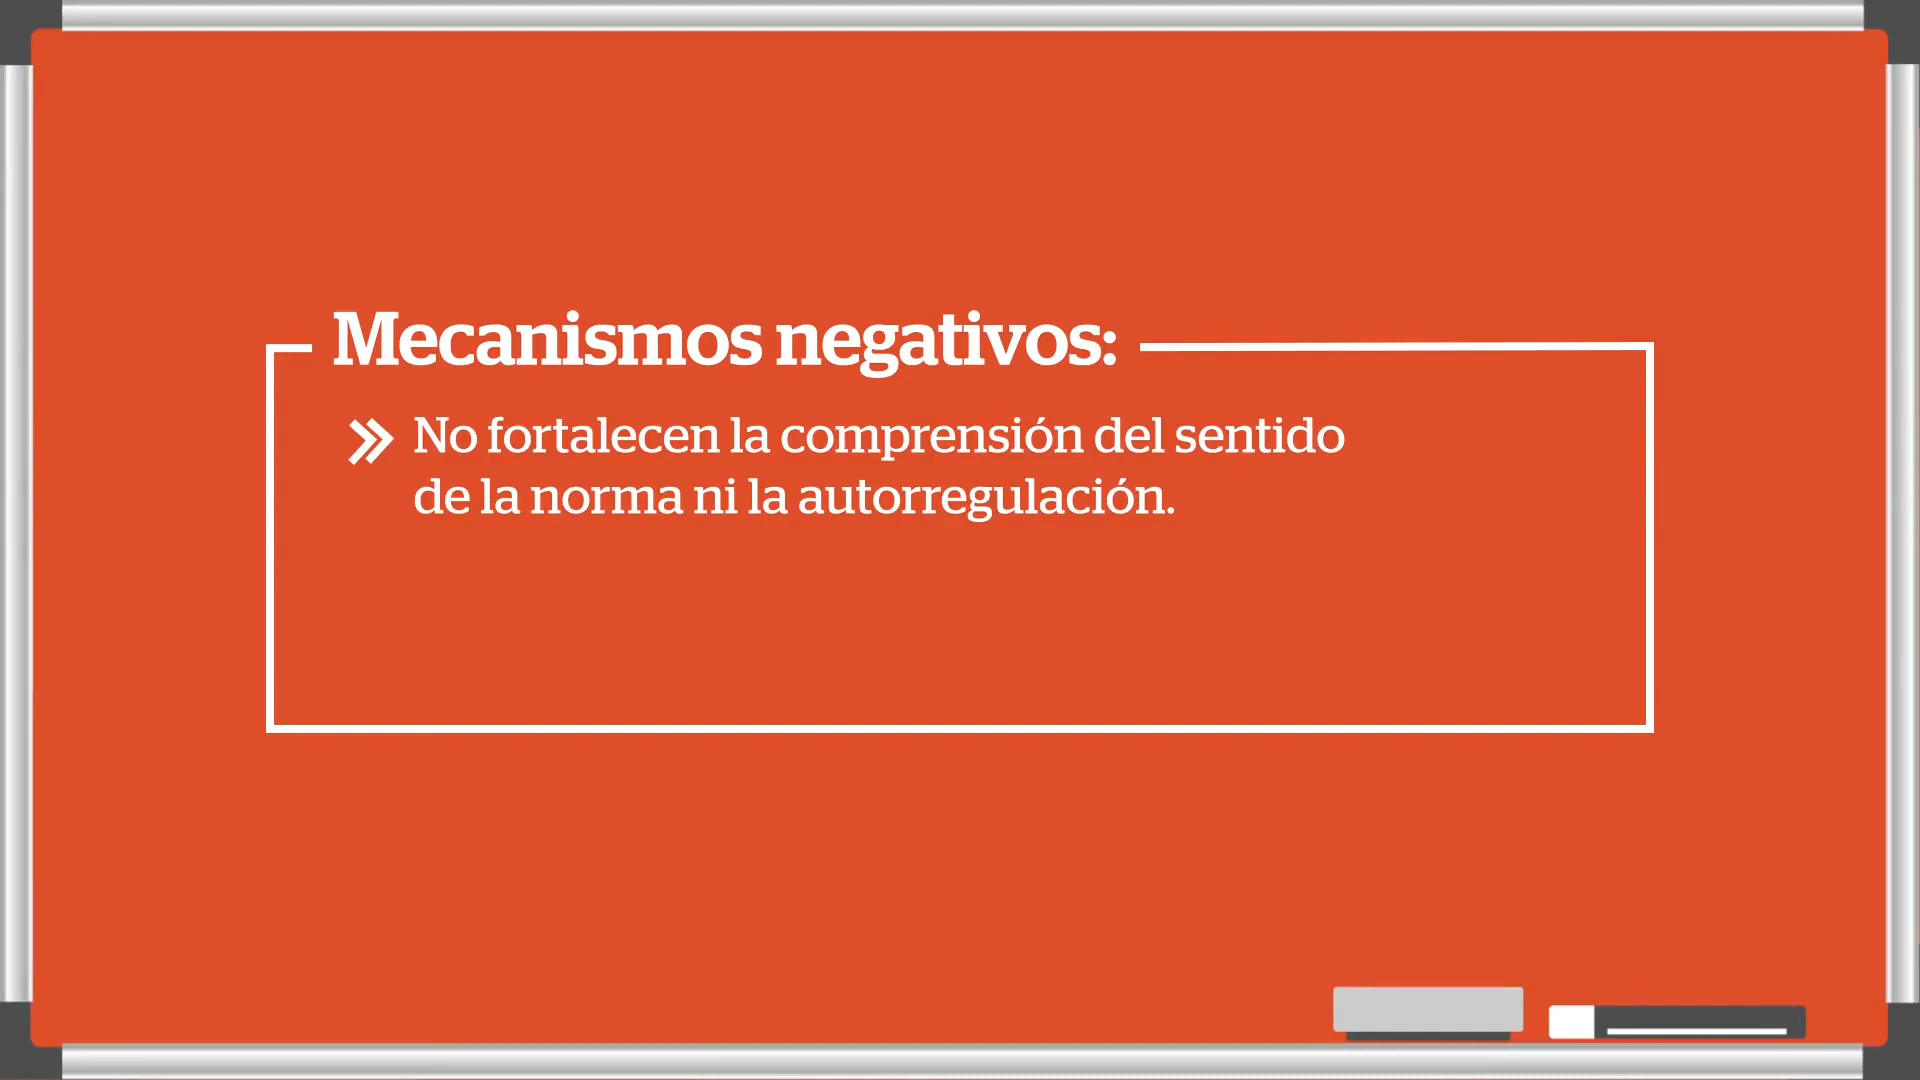 Mecanismos negativos:
No fortalecen la comprensión del sentido
de la norma ni la autorregulación.